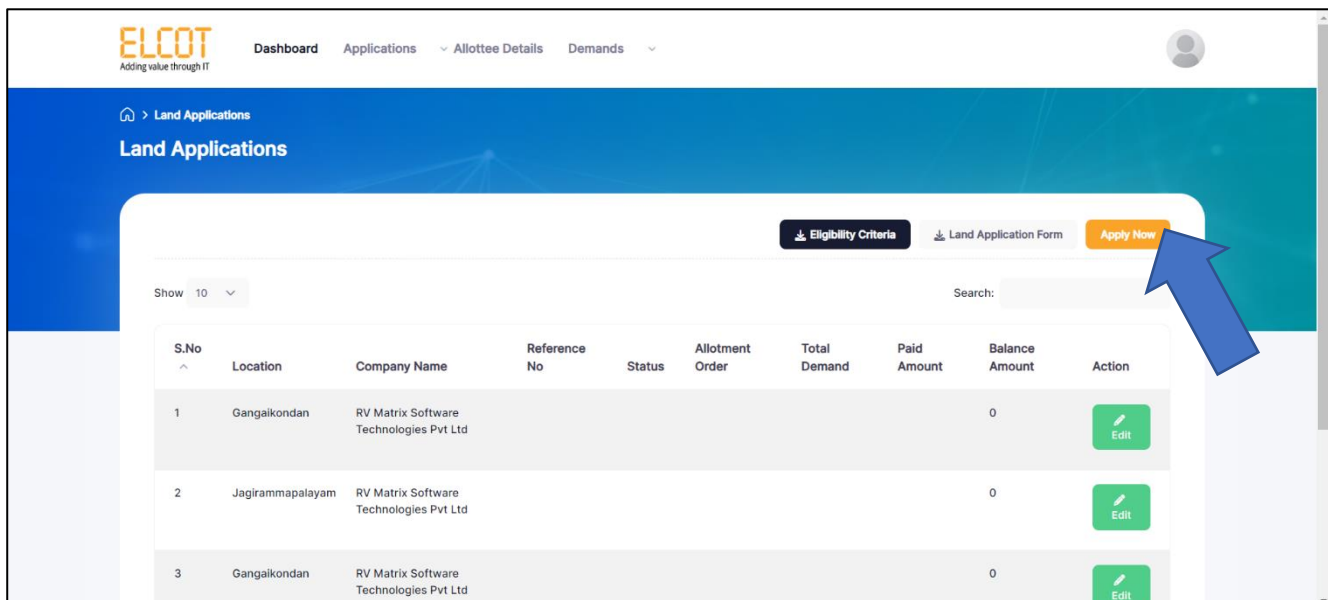 ELCOT
Adding value through IT
Dashboard Applications Allottee Details Demands
> Land Applications
Land Applications
Eligibility Criteria Land Application Form Apply Now
Show 10 Search:
S.No Location Company Name Reference No Status Allotment Order Total Demand Paid Amount Balance Amount Action
1 Gangaikondan RV Matrix Software Technologies Pvt Ltd 0 Edit
2 Jagirammapalayam RV Matrix Software Technologies Pvt Ltd 0 Edit
3 Gangaikondan RV Matrix Software Technologies Pvt Ltd 0 Edit